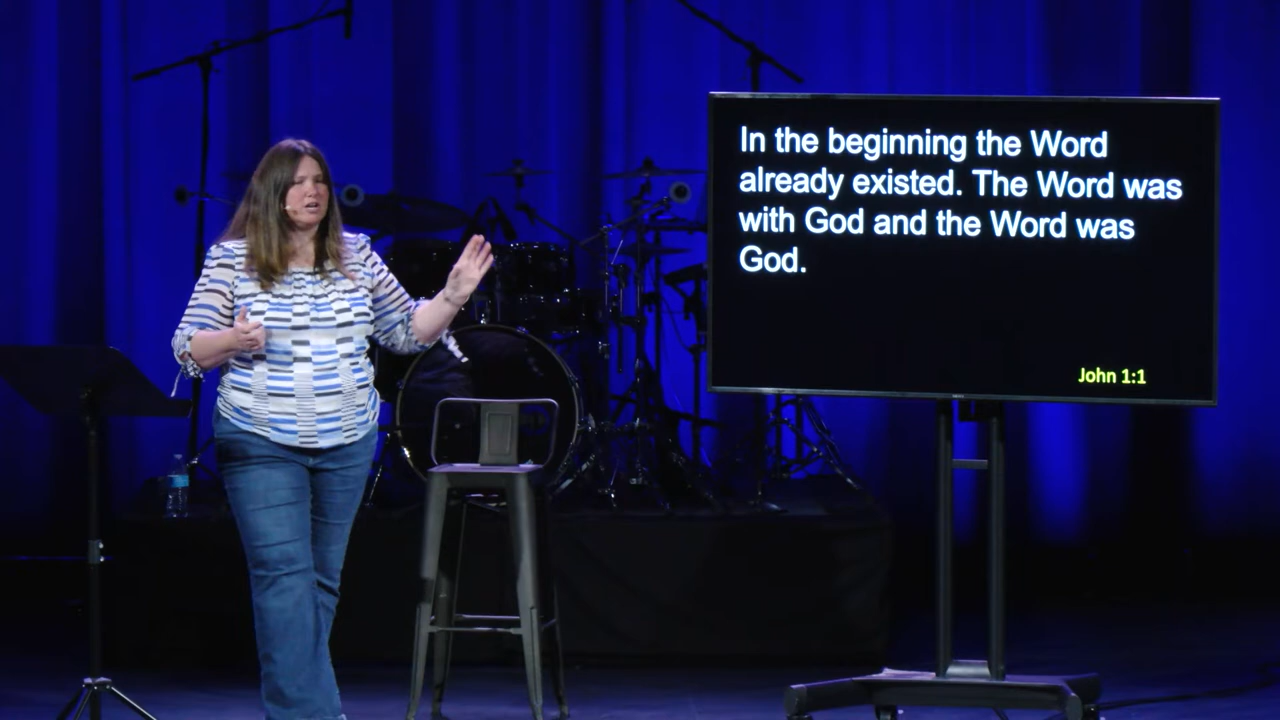 In the beginning the Word
already existed. The Word was
with God and the Word was
God.
John 1:1